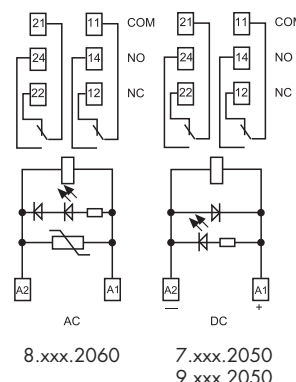 21 11 COM 21 11 COM
24 14 NO 24 14 NO
22 12 NC 22 12 NC
A2 A1 A2 A1
— +
AC DC
8.xxx.2060 7.xxx.2050
9.xxx.2050